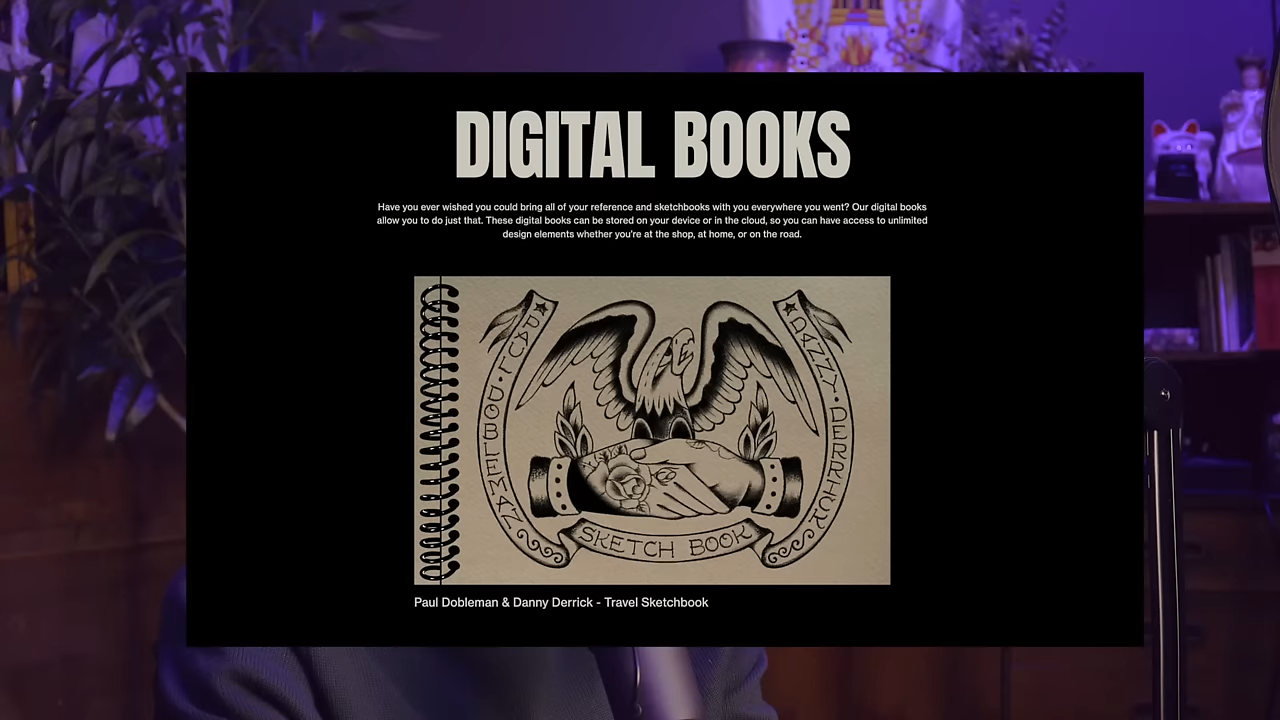 DIGITAL BOOKS
Have you ever wished you could bring all of your reference and sketchbooks with you everywhere you went? Our digital books
allow you to do just that. These digital books can be stored on your device or in the cloud, so you can have access to unlimited
design elements whether you're at the shop, at home, or on the road.
PAUL · DOBLEMAN
DANNY · DERRICK
SKETCH BOOK
Paul Dobleman & Danny Derrick - Travel Sketchbook